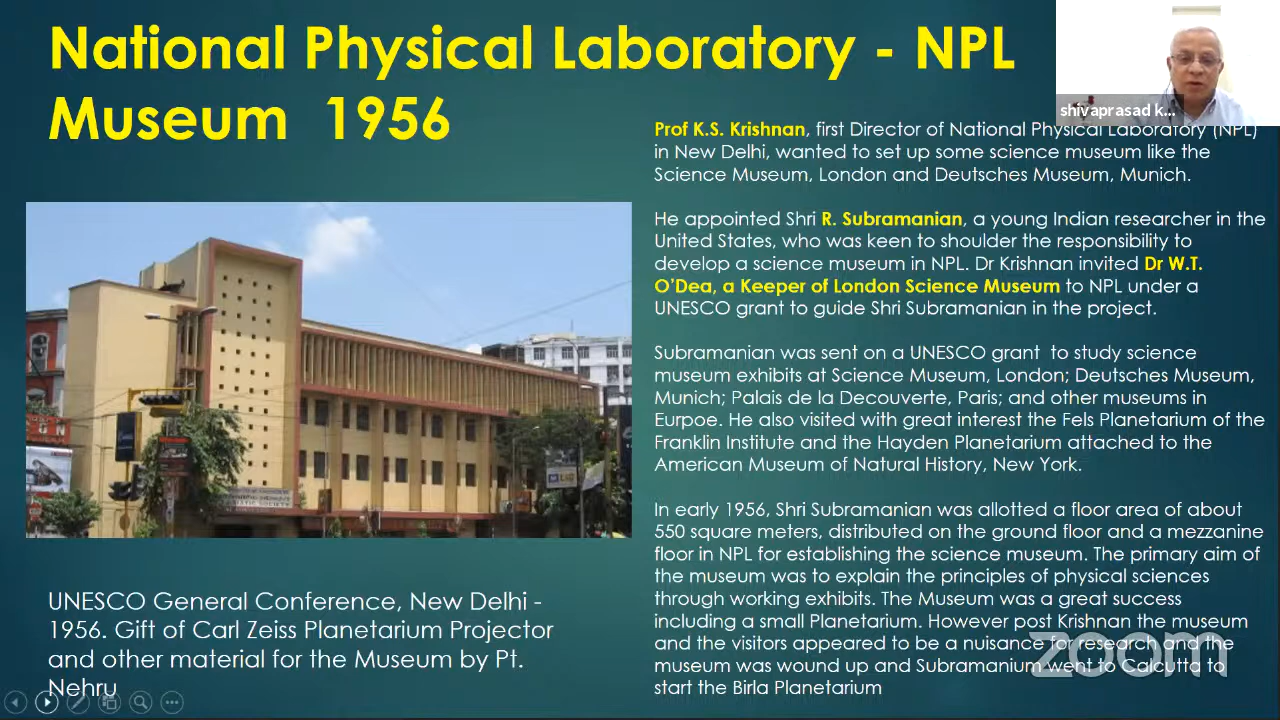 National Physical Laboratory - NPL
Museum 1956
shivaprasad k...
Prof K.S. Krishnan, first Director of National Physical Laboratory (NPL)
in New Delhi, wanted to set up some science museum like the
Science Museum, London and Deutsches Museum, Munich.
He appointed Shri R. Subramanian, a young Indian researcher in the
United States, who was keen to shoulder the responsibility to
develop a science museum in NPL. Dr Krishnan invited Dr W.T.
O'Dea, a Keeper of London Science Museum to NPL under a
UNESCO grant to guide Shri Subramanian in the project.
Subramanian was sent on a UNESCO grant to study science
museum exhibits at Science Museum, London; Deutsches Museum,
Munich; Palais de la Decouverte, Paris; and other museums in
Eurpoe. He also visited with great interest the Fels Planetarium of the
Franklin Institute and the Hayden Planetarium attached to the
American Museum of Natural History, New York.
In early 1956, Shri Subramanian was allotted a floor area of about
550 square meters, distributed on the ground floor and a mezzanine
floor in NPL for establishing the science museum. The primary aim of
the museum was to explain the principles of physical sciences
through working exhibits. The Museum was a great success
including a small Planetarium. However post Krishnan the museum
and the visitors appeared to be a nuisance for research and the
museum was wound up and Subramanium went to Calcutta to
start the Birla Planetarium
UNESCO General Conference, New Delhi -
1956. Gift of Carl Zeiss Planetarium Projector
and other material for the Museum by Pt.
Nehru
zoom